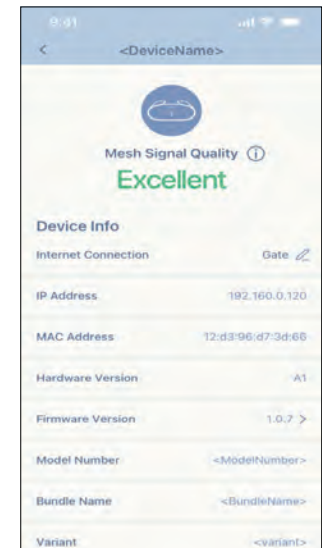 9:41
<DeviceName>
Mesh Signal Quality
Excellent
Device Info
Internet Connection Gate
IP Address 192.160.0.120
MAC Address 12:d3:96:d7:3d:66
Hardware Version A1
Firmware Version 1.0.7 >
Model Number <ModelNumber>
Bundle Name <BundleName>
Variant <variant>